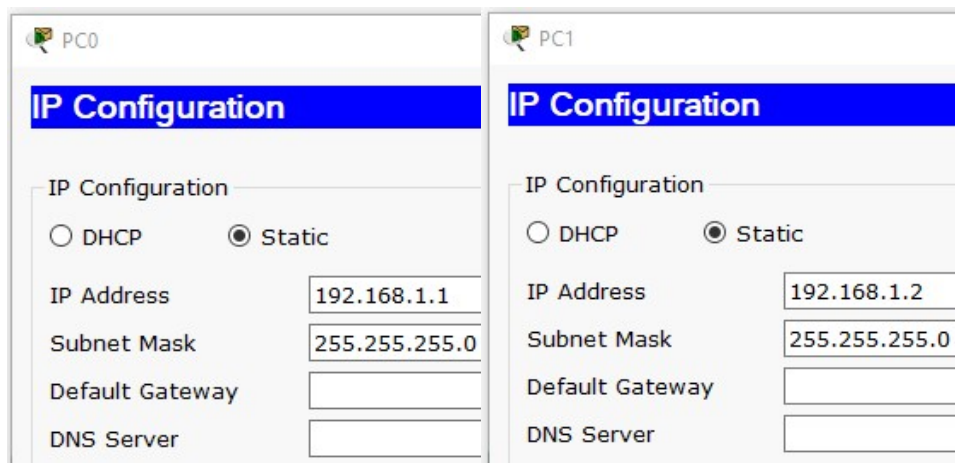 PC0
IP Configuration
IP Configuration
DHCP Static
IP Address 192.168.1.1
Subnet Mask 255.255.255.0
Default Gateway
DNS Server
PC1
IP Configuration
IP Configuration
DHCP Static
IP Address 192.168.1.2
Subnet Mask 255.255.255.0
Default Gateway
DNS Server